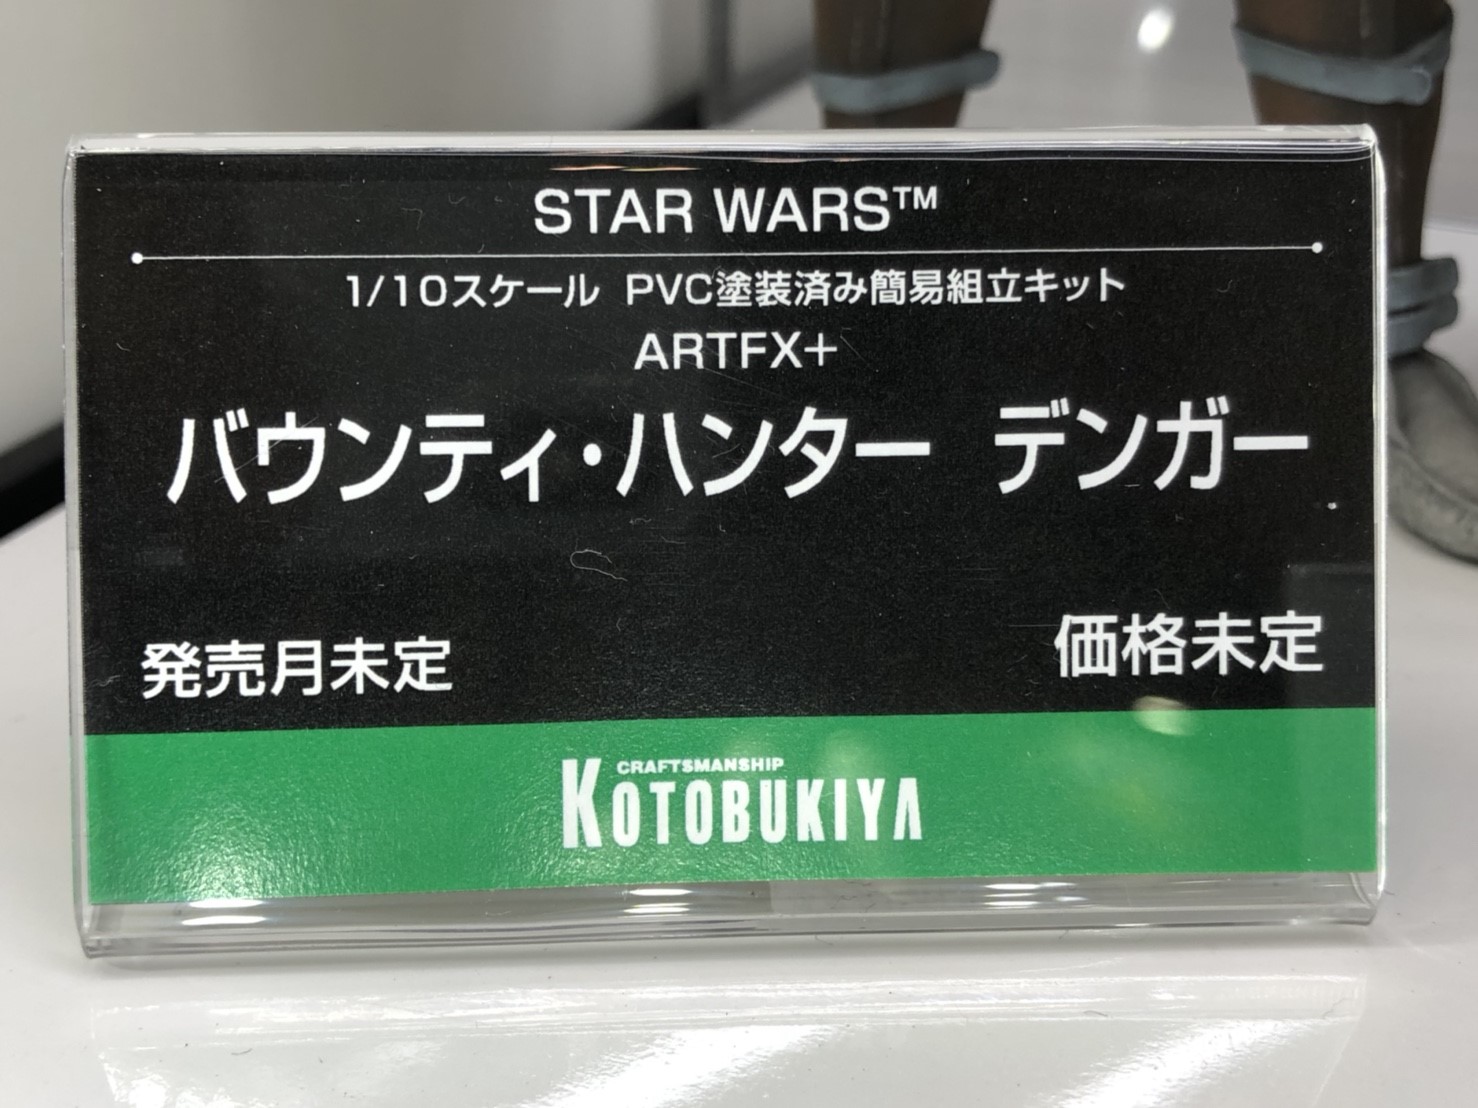 STAR WARS™
1/10スケール PVC塗装済み簡易組立キット
ARTFX+
バウンティ・ハンター デンガー
発売月未定 価格未定
CRAFTSMANSHIP
KOTOBUKIYA